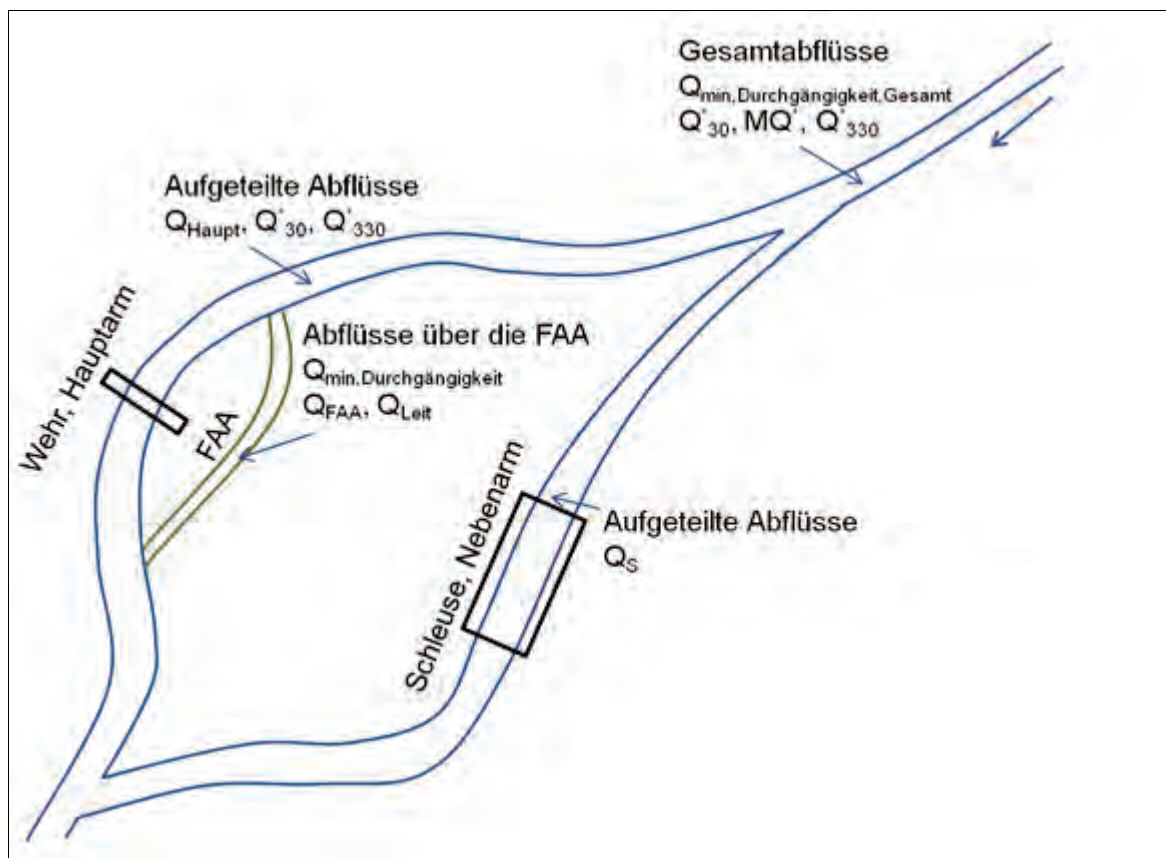 Gesamtabflüsse
Qmin,Durchgängigkeit,Gesamt
Q*30, MQ*, Q*330
Aufgeteilte Abflüsse
QHaupt, Q*30, Q*330
Wehr, Hauptarm
FAA
Abflüsse über die FAA
Qmin,Durchgängigkeit
QFAA, QLeit
Schleuse, Nebenarm
Aufgeteilte Abflüsse
QS